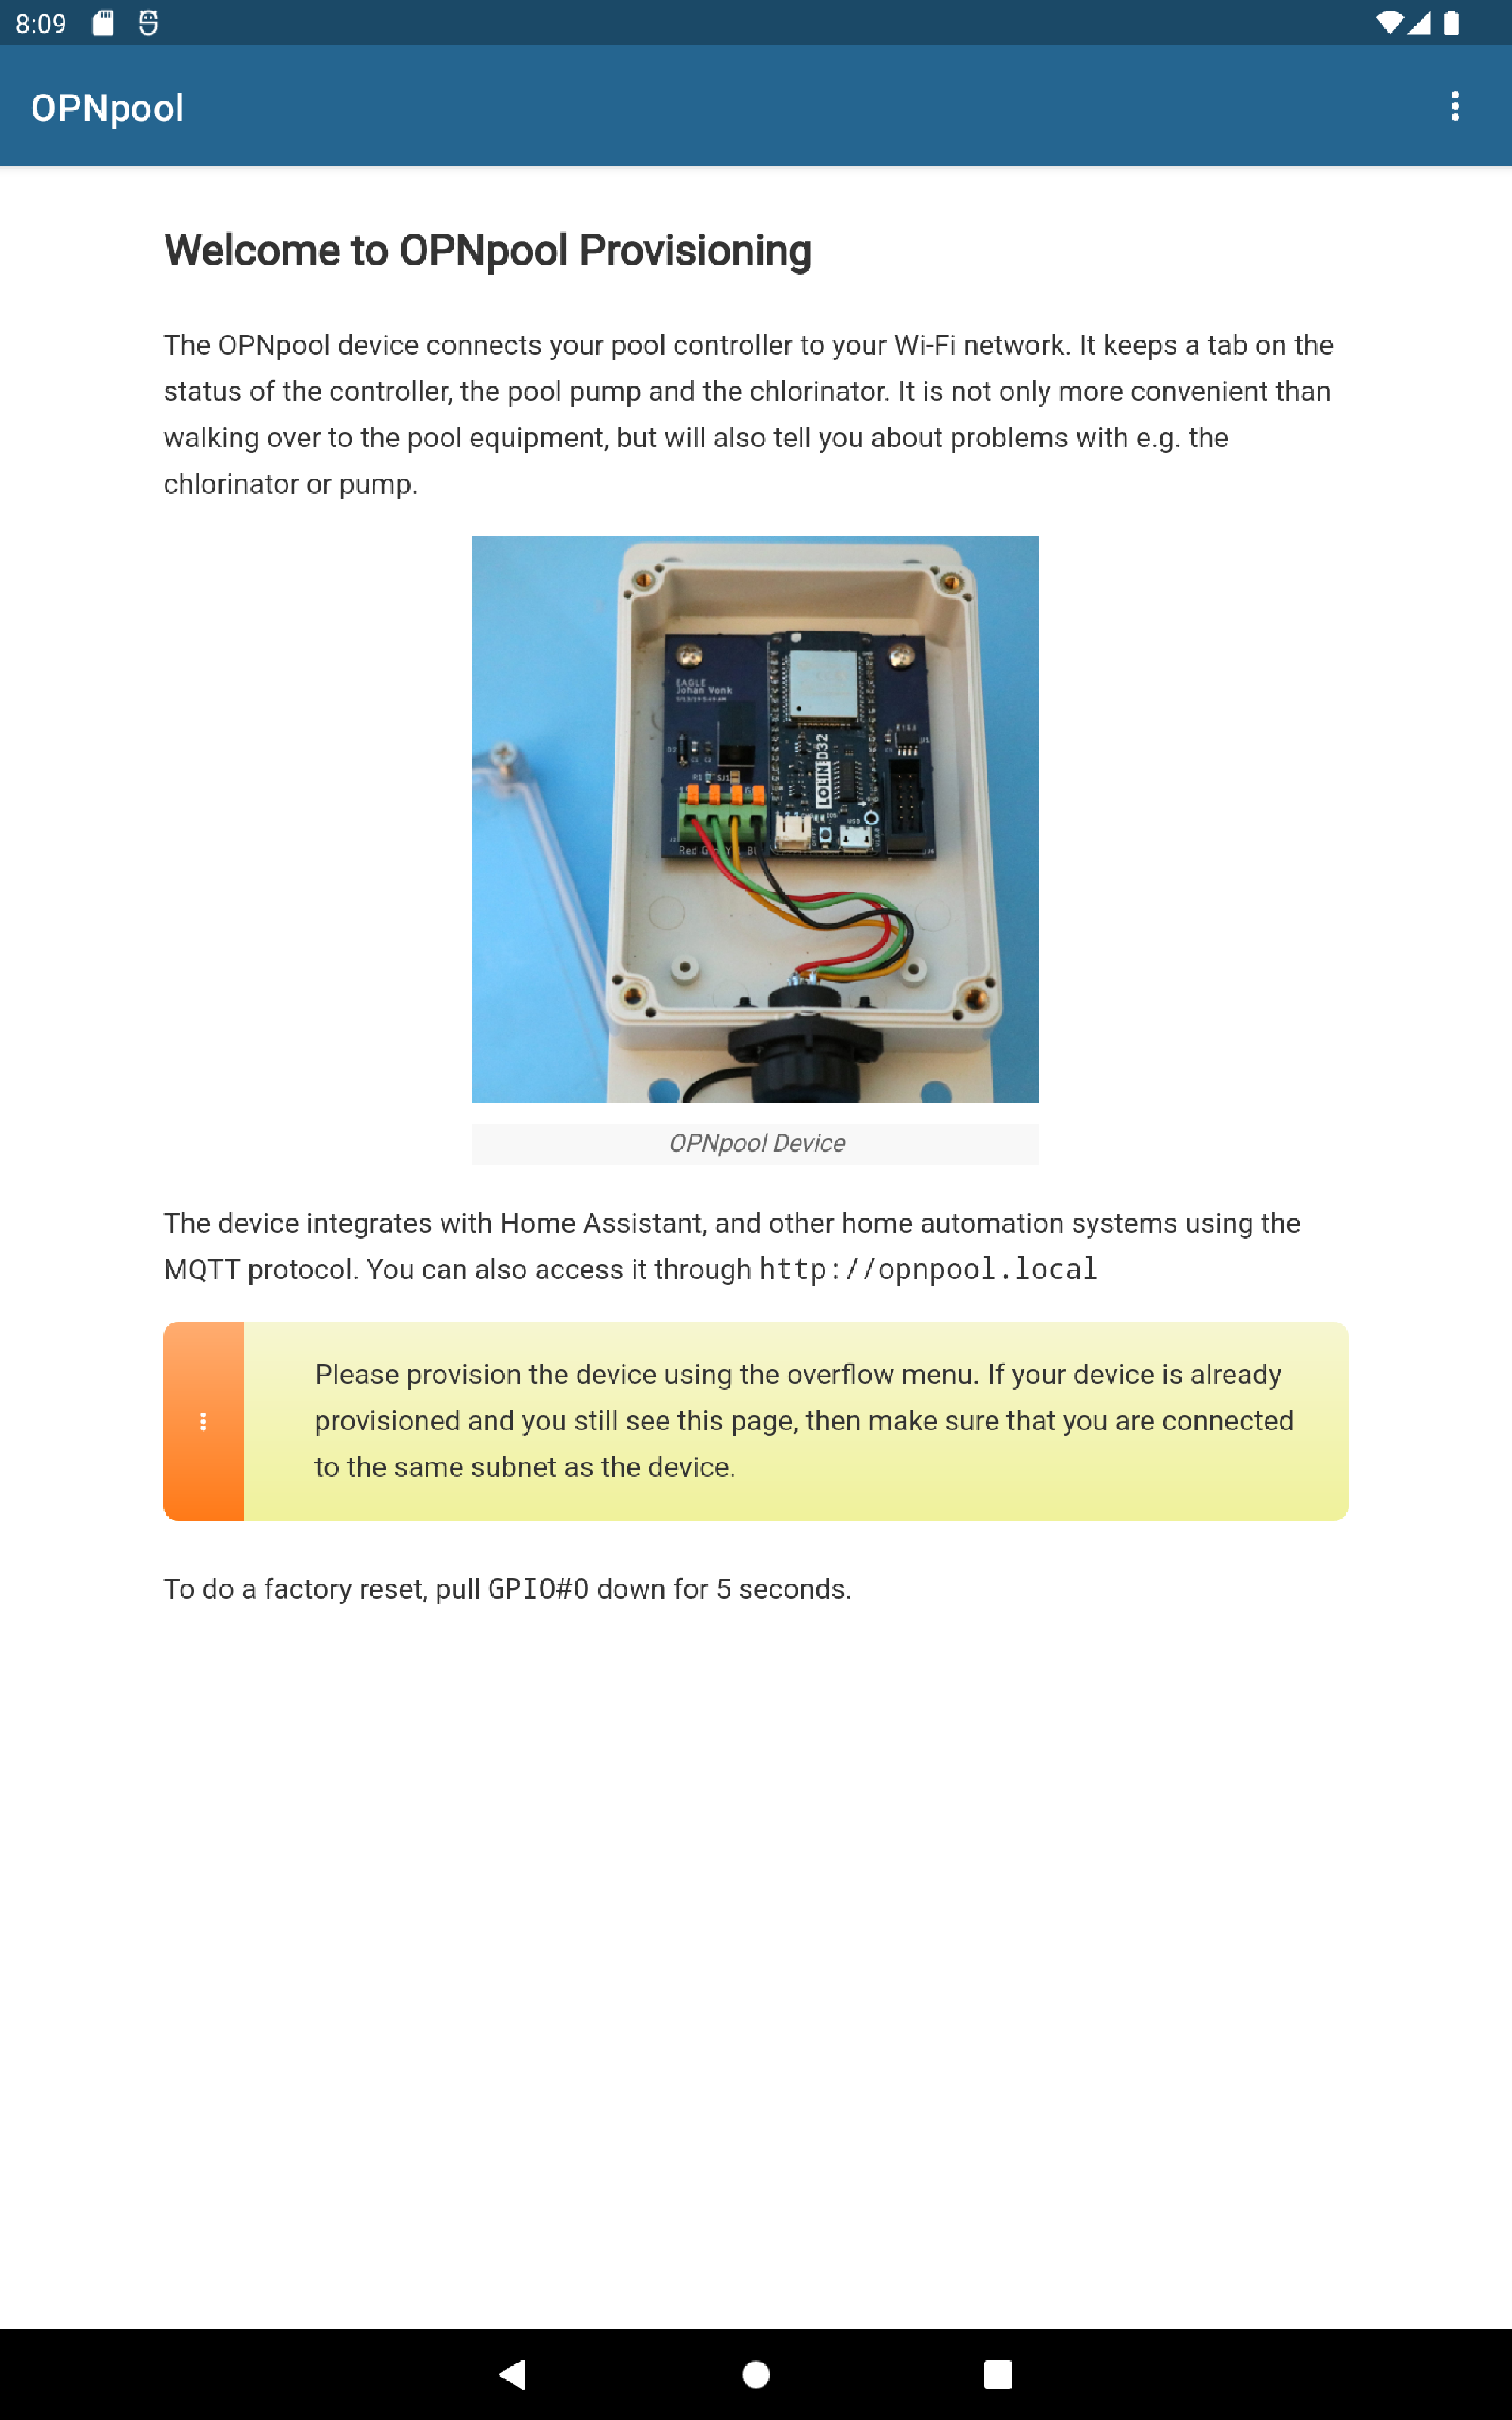 8:09
OPNpool
Welcome to OPNpool Provisioning
The OPNpool device connects your pool controller to your Wi-Fi network. It keeps a tab on the
status of the controller, the pool pump and the chlorinator. It is not only more convenient than
walking over to the pool equipment, but will also tell you about problems with e.g. the
chlorinator or pump.
EAGLE
Johan Vonk
LOLIN D32
USB
Red
OPNpool Device
The device integrates with Home Assistant, and other home automation systems using the
MQTT protocol. You can also access it through http://opnpool.local
Please provision the device using the overflow menu. If your device is already
provisioned and you still see this page, then make sure that you are connected
to the same subnet as the device.
To do a factory reset, pull GPIO#0 down for 5 seconds.